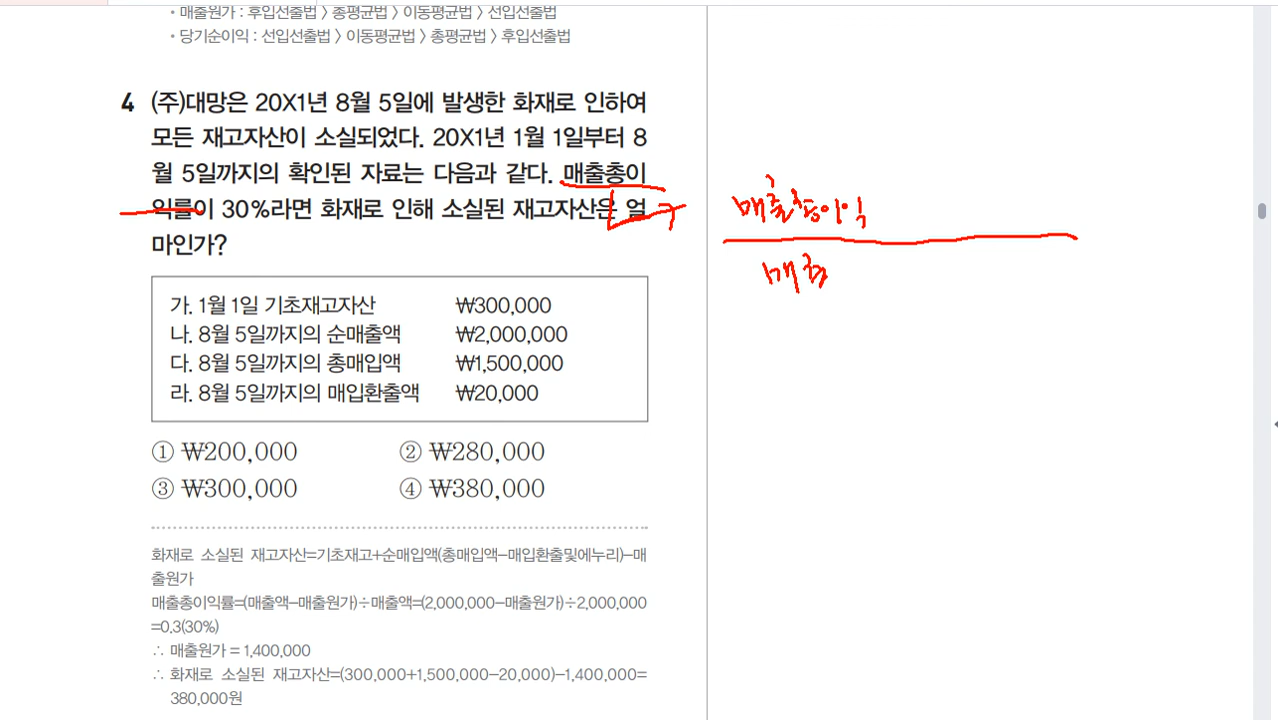 • 매출원가 : 후입선출법 > 총평균법 > 이동평균법 > 선입선출법
• 당기순이익 : 선입선출법 > 이동평균법 > 총평균법 > 후입선출법
4 (주)대망은 20X1년 8월 5일에 발생한 화재로 인하여
모든 재고자산이 소실되었다. 20X1년 1월 1일부터 8
월 5일까지의 확인된 자료는 다음과 같다. 매출총이
익률이 30%라면 화재로 인해 소실된 재고자산은 얼
마인가?
가. 1월 1일 기초재고자산 ₩300,000
나. 8월 5일까지의 순매출액 ₩2,000,000
다. 8월 5일까지의 총매입액 ₩1,500,000
라. 8월 5일까지의 매입환출액 ₩20,000
① ₩200,000 ② ₩280,000
③ ₩300,000 ④ ₩380,000
화재로 소실된 재고자산=기초재고+순매입액(총매입액-매입환출및에누리)-매
출원가
매출총이익률=(매출액-매출원가)÷매출액=(2,000,000-매출원가)÷2,000,000
=0.3(30%)
∴ 매출원가 = 1,400,000
∴ 화재로 소실된 재고자산=(300,000+1,500,000-20,000)-1,400,000=
380,000원
매출총이익
매출